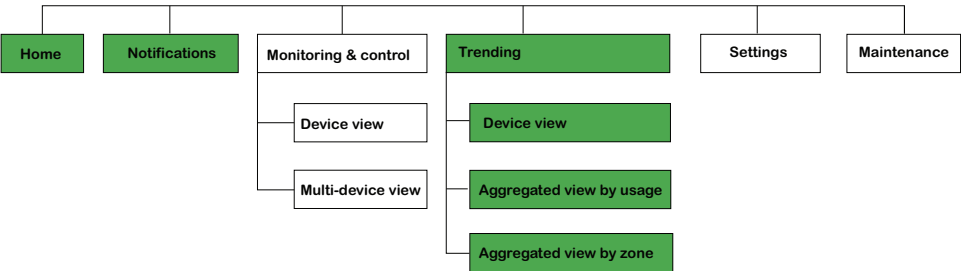 Home
Notifications
Monitoring & control
Trending
Settings
Maintenance
Device view
Multi-device view
Device view
Aggregated view by usage
Aggregated view by zone